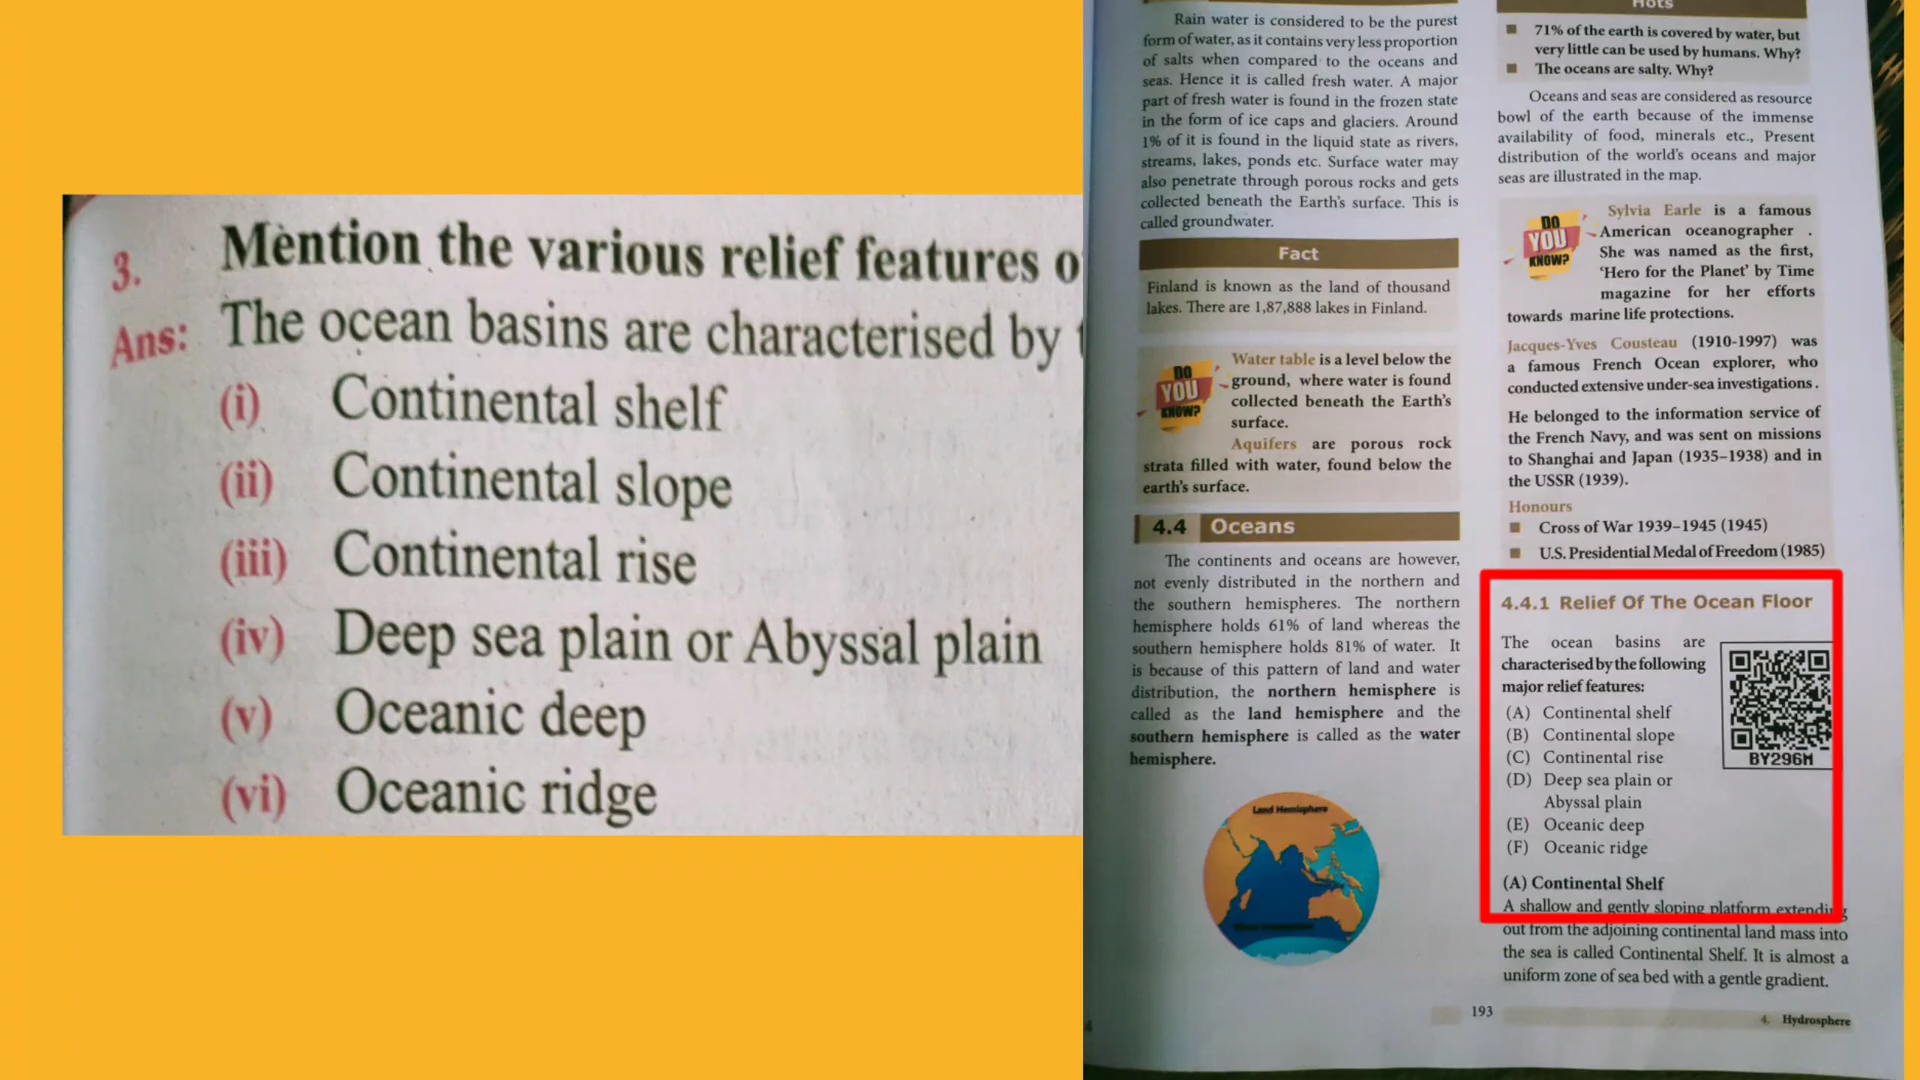 3. Mention the various relief features o
Ans: The ocean basins are characterised by
(i) Continental shelf
(ii) Continental slope
(iii) Continental rise
(iv) Deep sea plain or Abyssal plain
(v) Oceanic deep
(vi) Oceanic ridge
Rain water is considered to be the purest
form of water, as it contains very less proportion
of salts when compared to the oceans and
seas. Hence it is called fresh water. A major
part of fresh water is found in the frozen state
in the form of ice caps and glaciers. Around
1% of it is found in the liquid state as rivers,
streams, lakes, ponds etc. Surface water may
also penetrate through porous rocks and gets
collected beneath the Earth's surface. This is
called groundwater.
Fact
Finland is known as the land of thousand
lakes. There are 1,87,888 lakes in Finland.
DO
YOU
KNOW?
Water table is a level below the
ground, where water is found
collected beneath the Earth's
surface.
Aquifers are porous rock
strata filled with water, found below the
earth's surface.
4.4 Oceans
The continents and oceans are however,
not evenly distributed in the northern and
the southern hemispheres. The northern
hemisphere holds 61% of land whereas the
southern hemisphere holds 81% of water. It
is because of this pattern of land and water
distribution, the northern hemisphere is
called as the land hemisphere and the
southern hemisphere is called as the water
hemisphere.
Land Hemisphere
Hots
71% of the earth is covered by water, but
very little can be used by humans. Why?
The oceans are salty. Why?
Oceans and seas are considered as resource
bowl of the earth because of the immense
availability of food, minerals etc., Present
distribution of the world's oceans and major
seas are illustrated in the map.
DO
YOU
KNOW?
Sylvia Earle is a famous
American oceanographer .
She was named as the first,
‘Hero for the Planet’ by Time
magazine for her efforts
towards marine life protections.
Jacques-Yves Cousteau (1910-1997) was
a famous French Ocean explorer, who
conducted extensive under-sea investigations.
He belonged to the information service of
the French Navy, and was sent on missions
to Shanghai and Japan (1935–1938) and in
the USSR (1939).
Honours
Cross of War 1939–1945 (1945)
U.S. Presidential Medal of Freedom (1985)
4.4.1 Relief Of The Ocean Floor
The ocean basins are
characterised by the following
major relief features:
(A) Continental shelf
(B) Continental slope
(C) Continental rise
(D) Deep sea plain or
Abyssal plain
(E) Oceanic deep
(F) Oceanic ridge
BY296M
(A) Continental Shelf
A shallow and gently sloping platform extending
out from the adjoining continental land mass into
the sea is called Continental Shelf. It is almost a
uniform zone of sea bed with a gentle gradient.
193
4. Hydrosphere